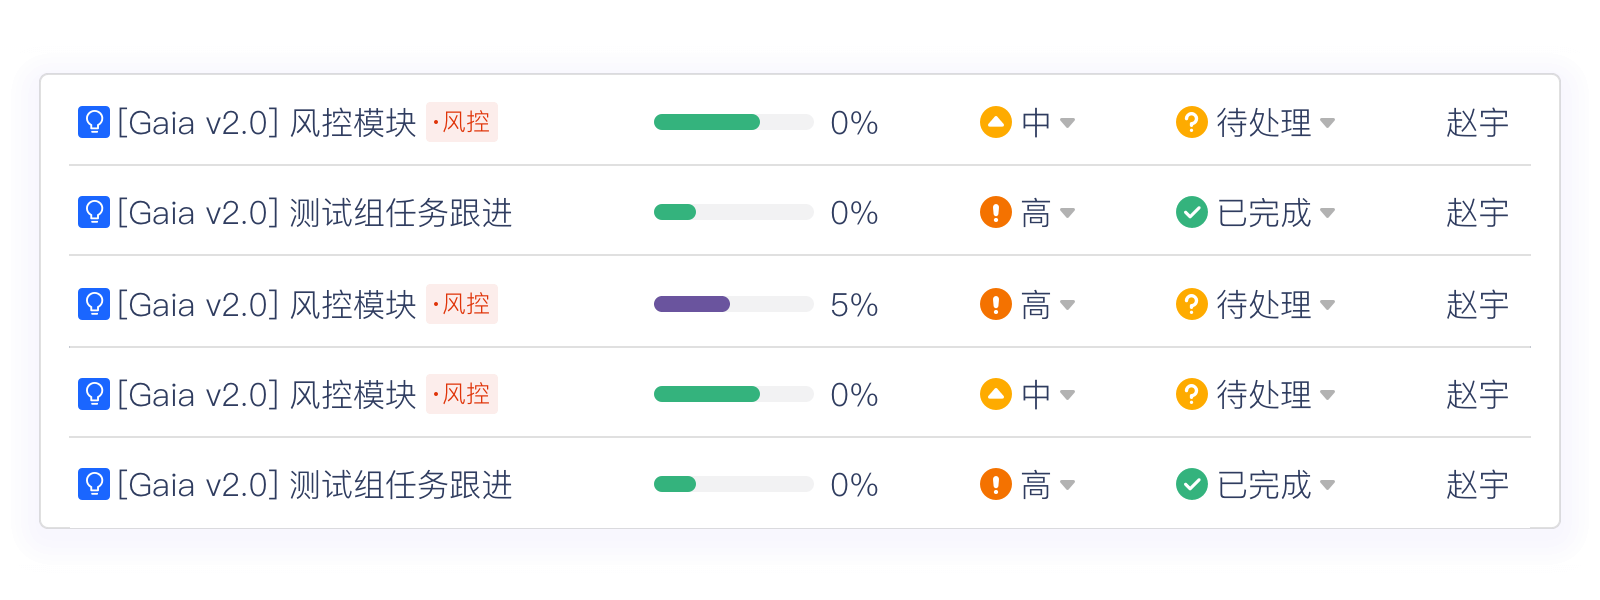 [Gaia v2.0] 风控模块 ·风控 0% 中 待处理 赵宇
[Gaia v2.0] 测试组任务跟进 0% 高 已完成 赵宇
[Gaia v2.0] 风控模块 ·风控 5% 高 待处理 赵宇
[Gaia v2.0] 风控模块 ·风控 0% 中 待处理 赵宇
[Gaia v2.0] 测试组任务跟进 0% 高 已完成 赵宇